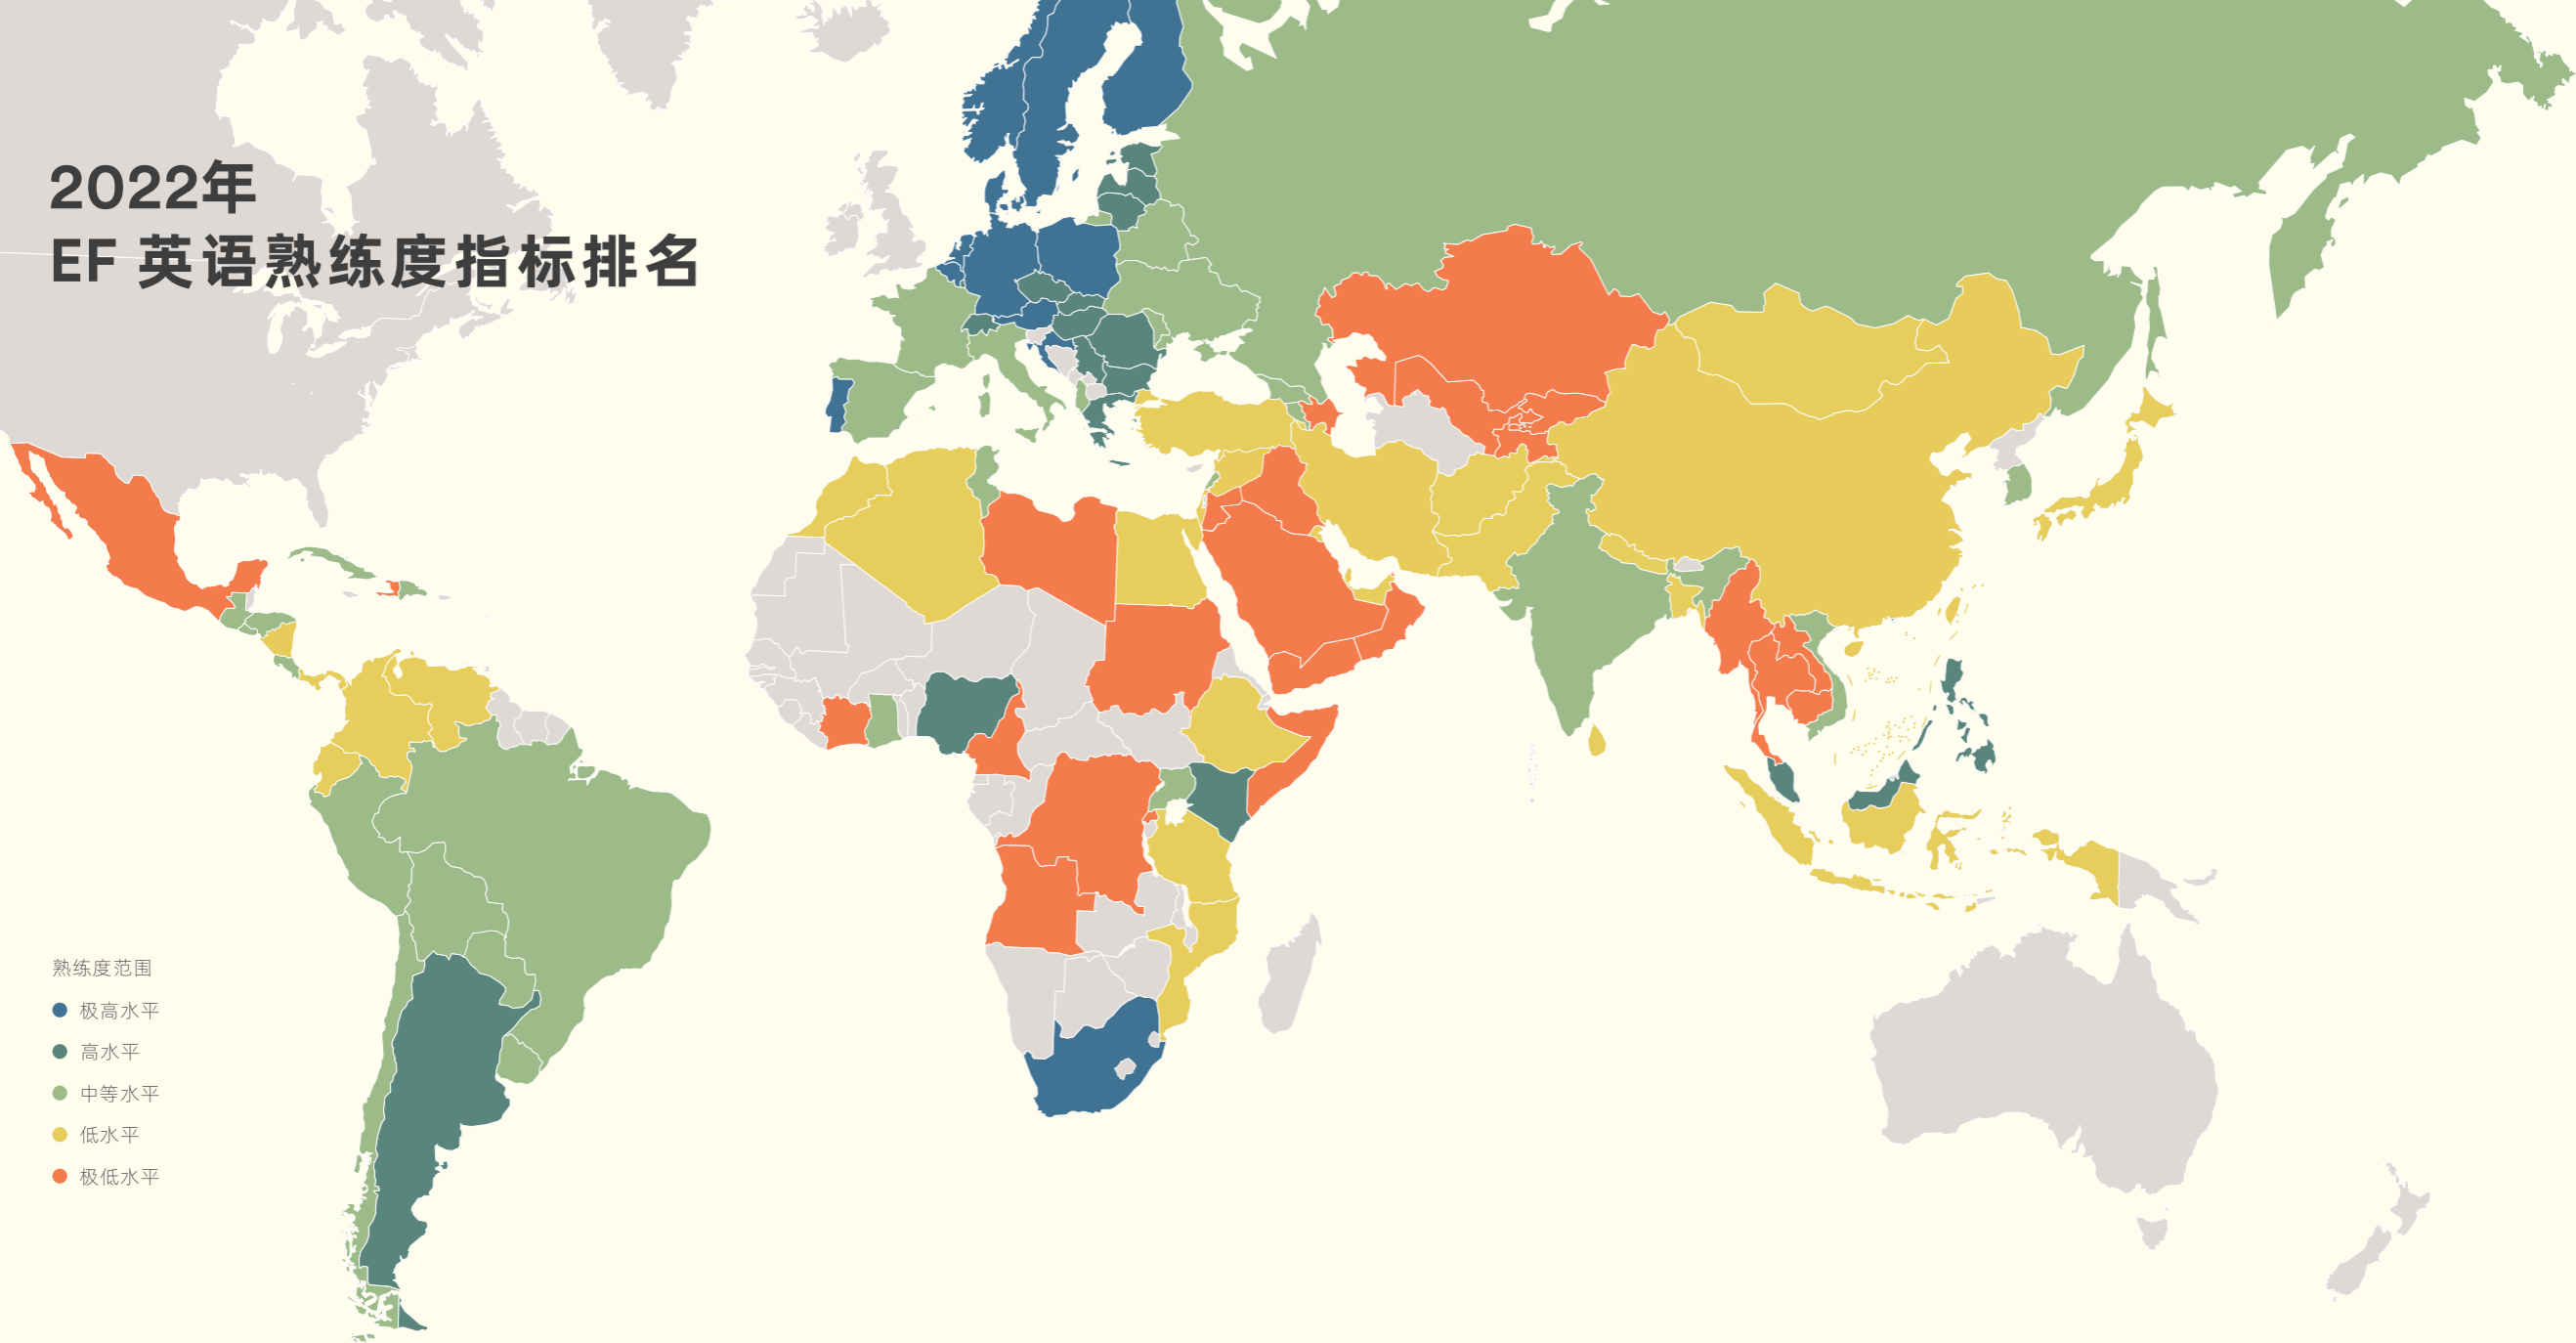 2022年
EF 英语熟练度指标排名
熟练度范围
极高水平
高水平
中等水平
低水平
极低水平